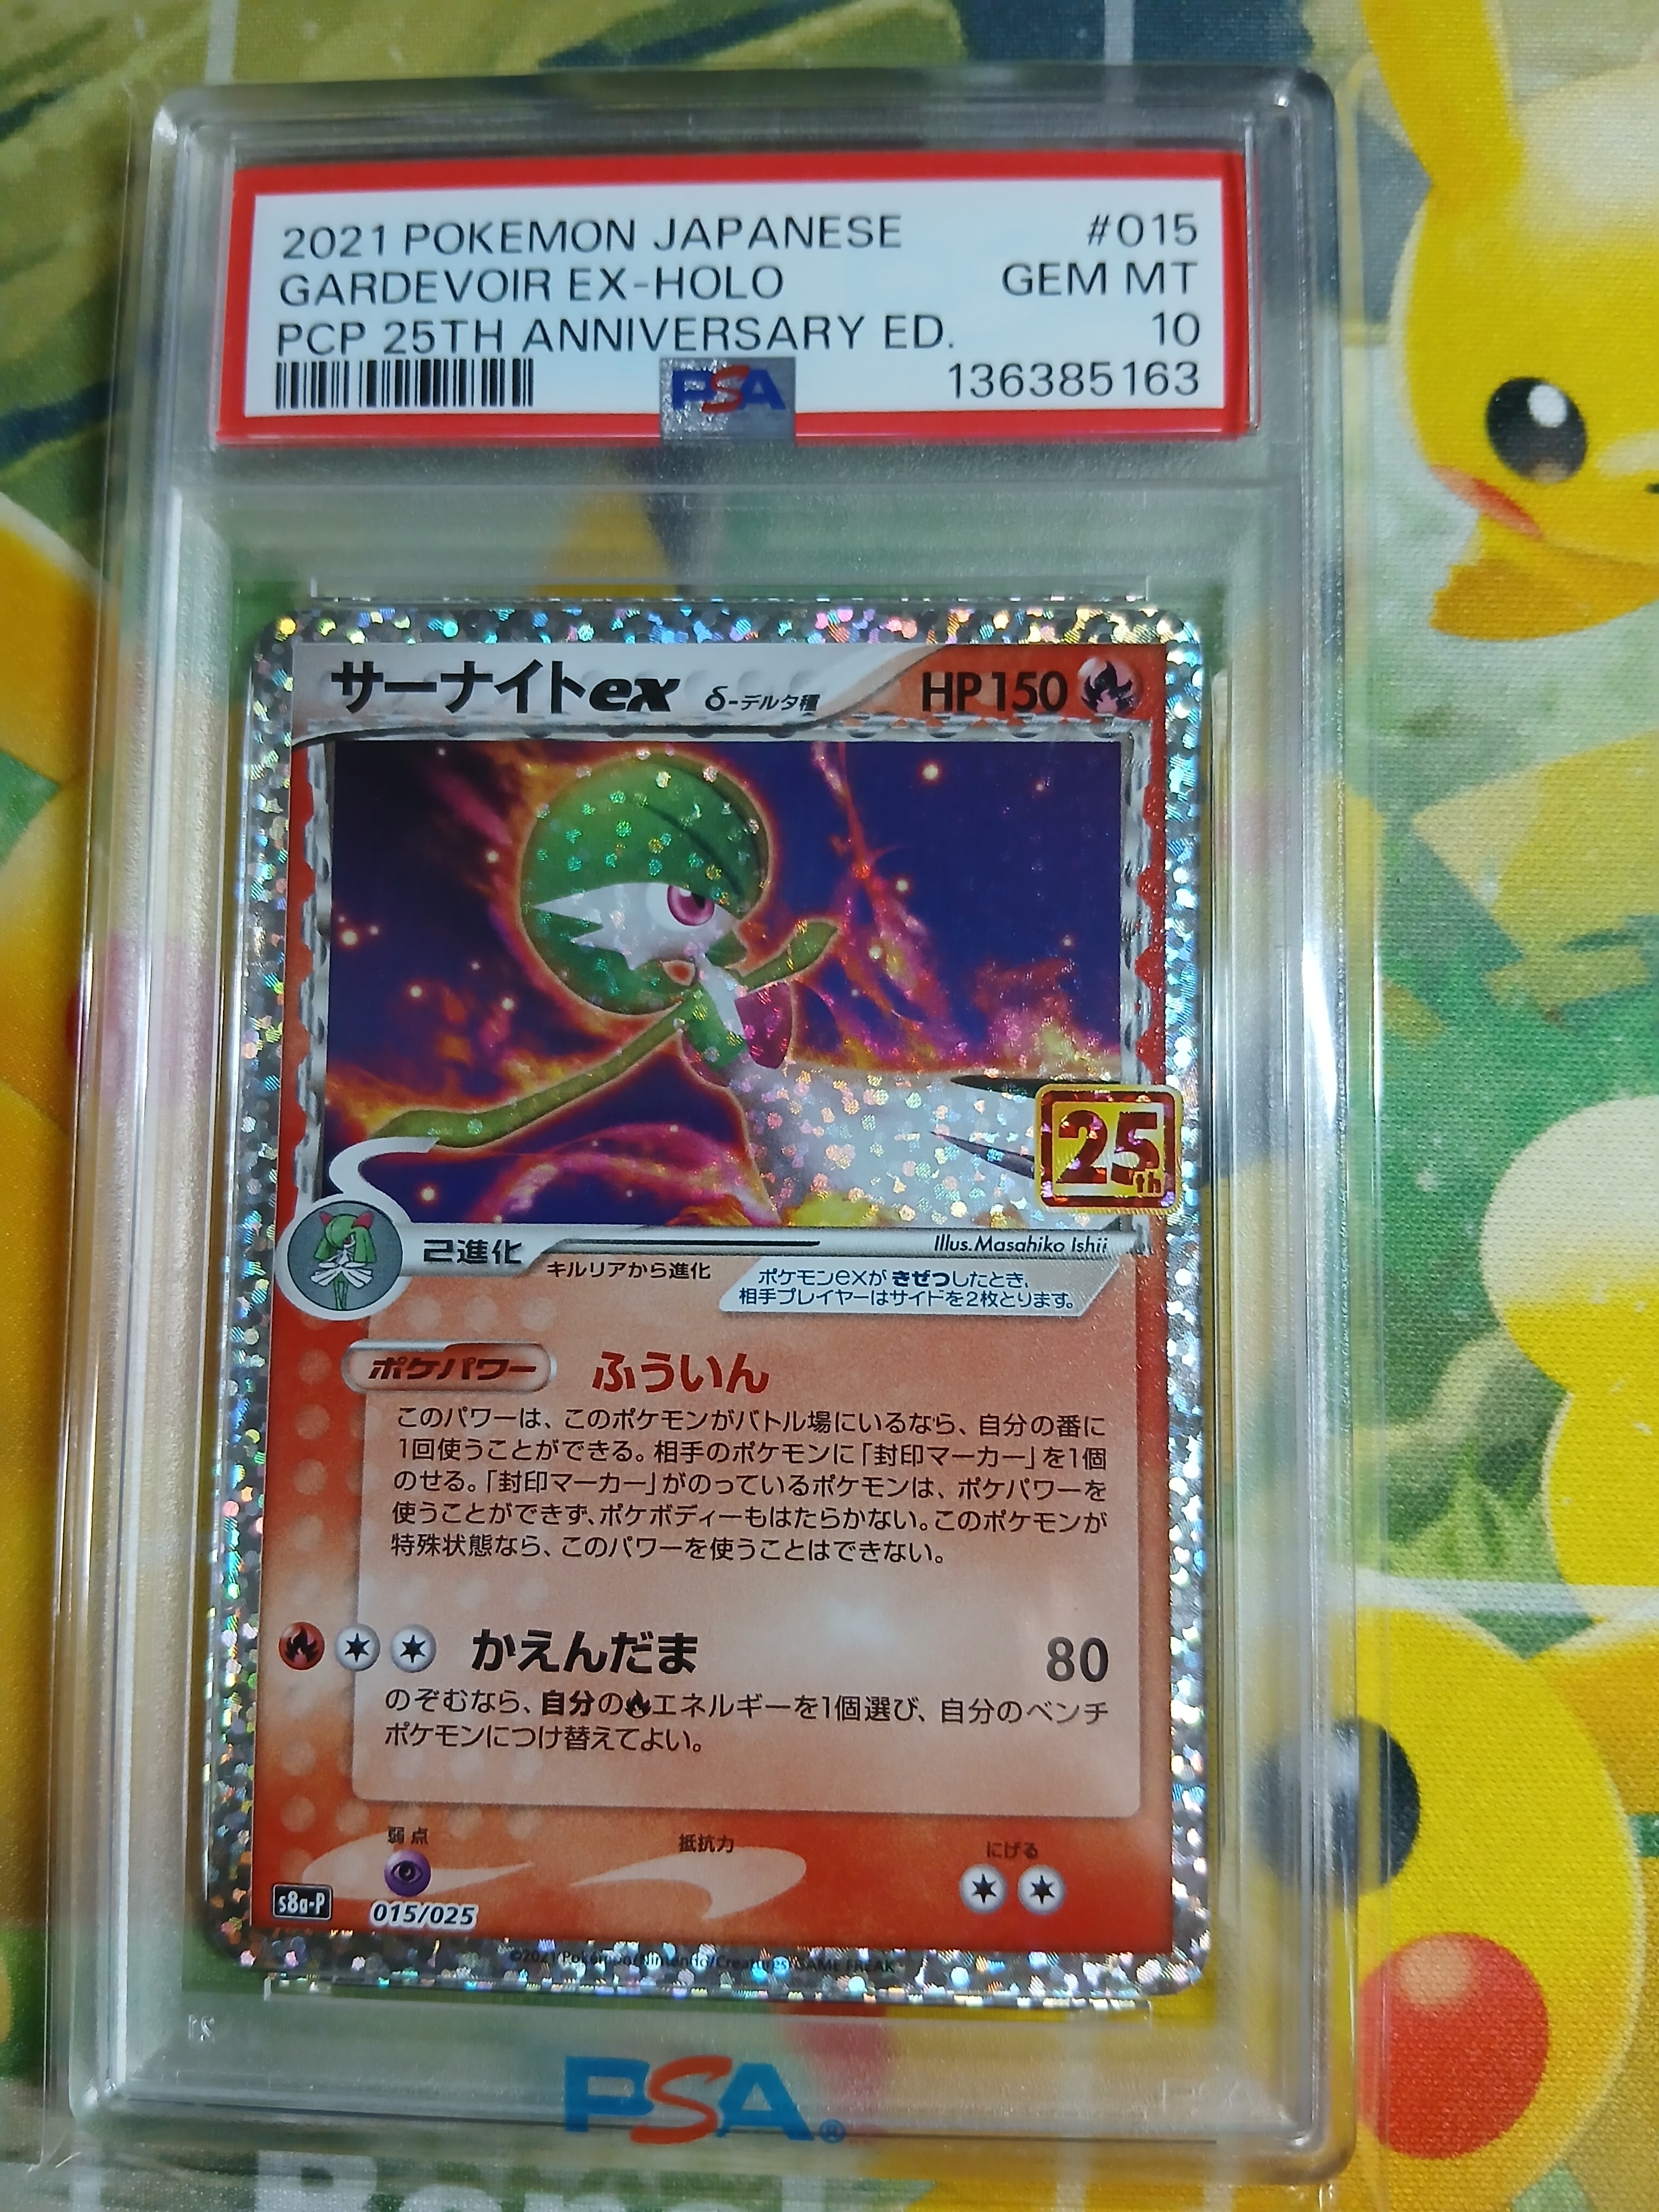 2021 POKEMON JAPANESE #015
GARDEVOIR EX-HOLO GEM MT
PCP 25TH ANNIVERSARY ED. 10
PSA 136385163
サーナイトex δ-デルタ種 HP150
25th
2進化 キルリアから進化
Illus.Masahiko Ishii
ポケモンexが きぜつしたとき、
相手プレイヤーはサイドを2枚とります。
ポケパワー ふういん
このパワーは、このポケモンがバトル場にいるなら、自分の番に
1回使うことができる。相手のポケモンに「封印マーカー」を1個
のせる。「封印マーカー」がのっているポケモンは、ポケパワーを
使うことができず、ポケボディーもはたらかない。このポケモンが
特殊状態なら、このパワーを使うことはできない。
かえんだま 80
のぞむなら、自分のエネルギーを1個選び、自分のベンチ
ポケモンにつけ替えてよい。
弱点 抵抗力 にげる
s8a-P 015/025
©2021 Pokémon/Nintendo/Creatures/GAME FREAK
PSA®